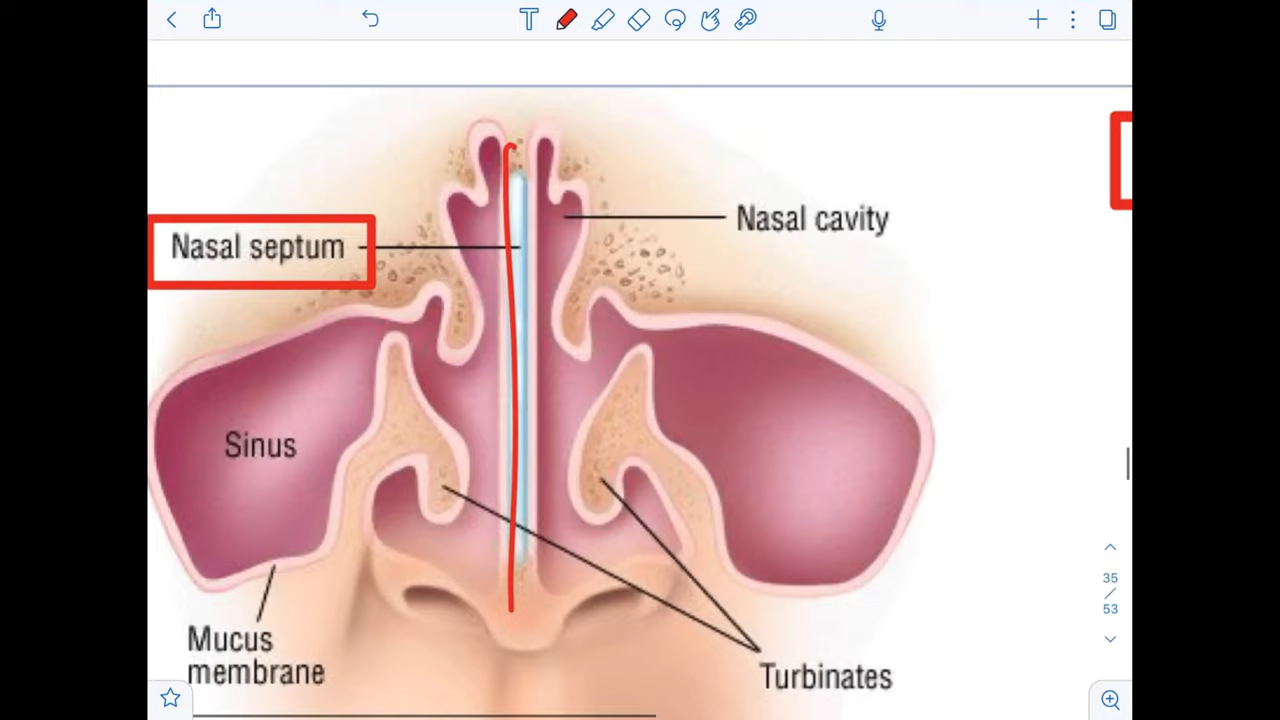 Nasal septum
Nasal cavity
Sinus
Mucus
membrane
Turbinates
35
/
53